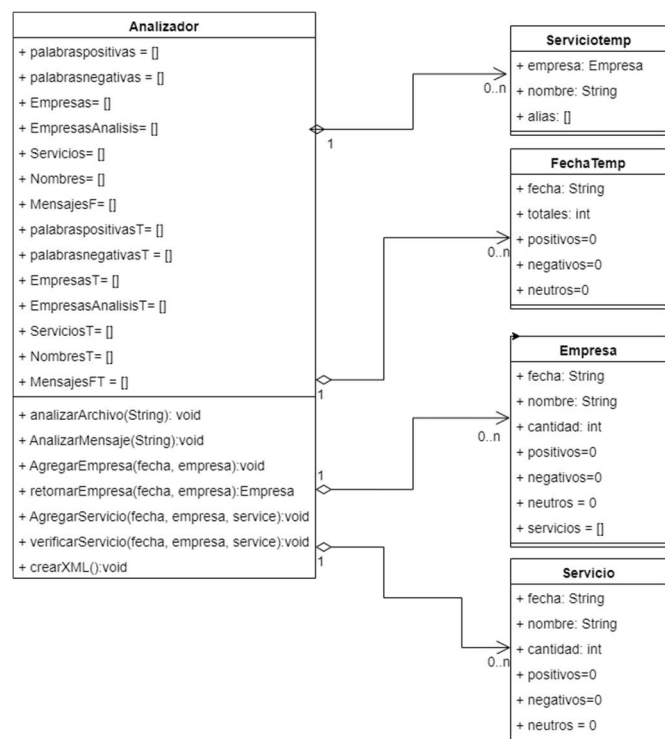 Analizador
+ palabraspositivas = []
+ palabrasnegativas = []
+ Empresas= []
+ EmpresasAnalisis= []
+ Servicios= []
+ Nombres= []
+ MensajesF= []
+ palabraspositivasT= []
+ palabrasnegativasT = []
+ EmpresasT= []
+ EmpresasAnalisisT= []
+ ServiciosT= []
+ NombresT= []
+ MensajesFT = []
+ analizarArchivo(String): void
+ AnalizarMensaje(String):void
+ AgregarEmpresa(fecha, empresa):void
+ retornarEmpresa(fecha, empresa):Empresa
+ AgregarServicio(fecha, empresa, service):void
+ verificarServicio(fecha, empresa, service):void
+ crearXML():void
1
0..n
1
0..n
1
0..n
1
0..n
Serviciotemp
+ empresa: Empresa
+ nombre: String
+ alias: []
FechaTemp
+ fecha: String
+ totales: int
+ positivos=0
+ negativos=0
+ neutros=0
Empresa
+ fecha: String
+ nombre: String
+ cantidad: int
+ positivos=0
+ negativos=0
+ neutros = 0
+ servicios = []
Servicio
+ fecha: String
+ nombre: String
+ cantidad: int
+ positivos=0
+ negativos=0
+ neutros = 0